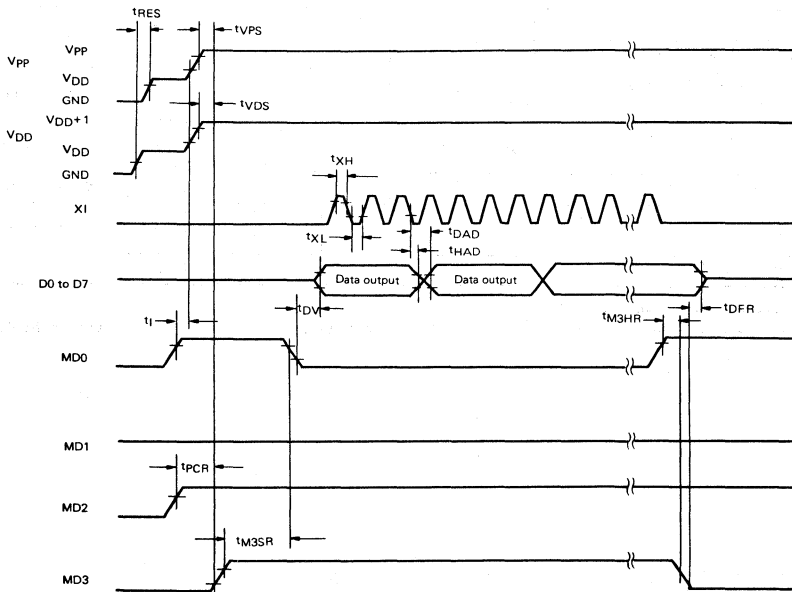 tRES
tVPS
VPP
VPP
VDD
GND
tVDS
VDD+1
VDD
VDD
GND
tXH
XI
tXL
tDAD
tHAD
D0 to D7
Data output
Data output
tDV
tM3HR
tDFR
tI
MD0
MD1
tPCR
MD2
tM3SR
MD3